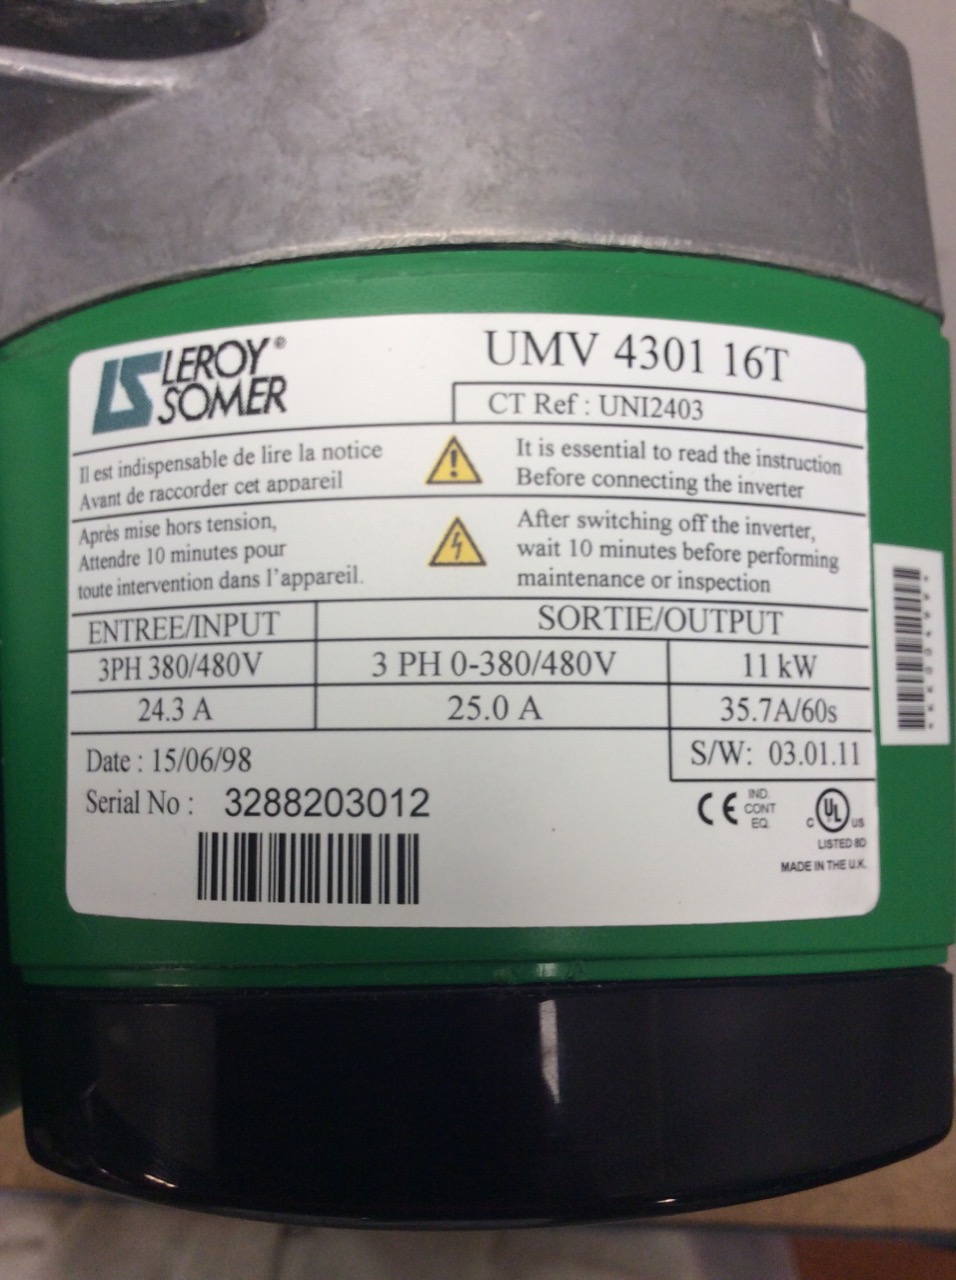 LEROY®
SOMER
UMV 4301 16T
CT Ref : UNI2403
Il est indispensable de lire la notice
Avant de raccorder cet appareil
It is essential to read the instruction
Before connecting the inverter
Après mise hors tension,
Attendre 10 minutes pour
toute intervention dans l'appareil.
After switching off the inverter,
wait 10 minutes before performing
maintenance or inspection
ENTREE/INPUT
SORTIE/OUTPUT
3PH 380/480V
3 PH 0-380/480V
11 kW
24.3 A
25.0 A
35.7A/60s
Date : 15/06/98
S/W: 03.01.11
Serial No : 3288203012
CE
IND.
CONT
EQ.
C UL US
LISTED 8D
MADE IN THE U.K.